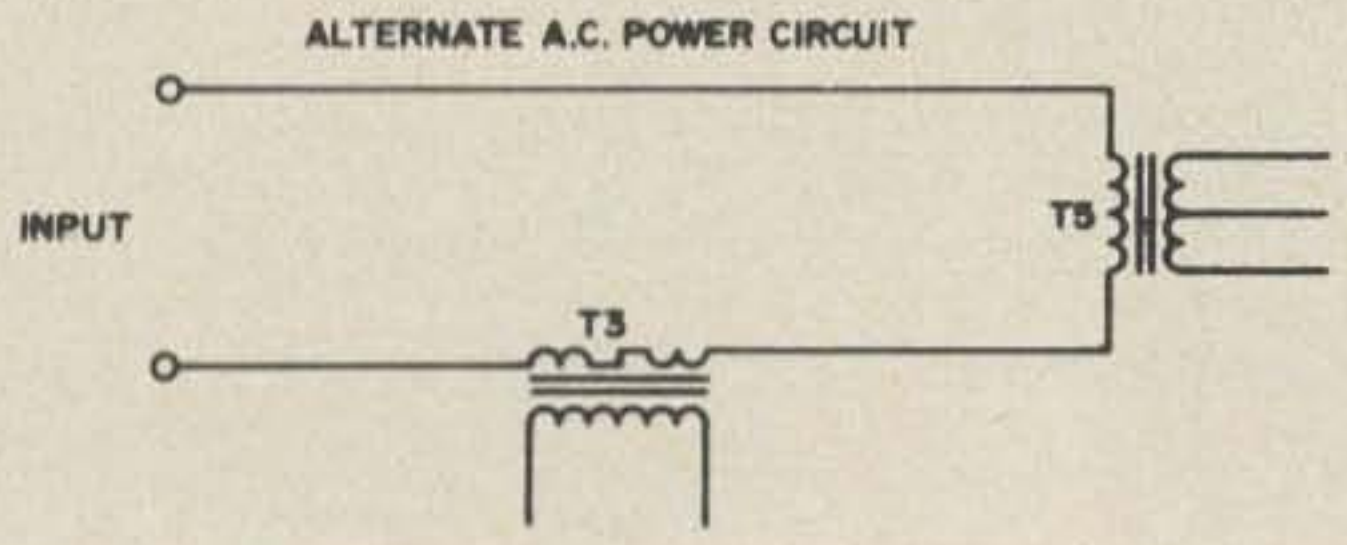 ALTERNATE A.C. POWER CIRCUIT
INPUT
T5
T3